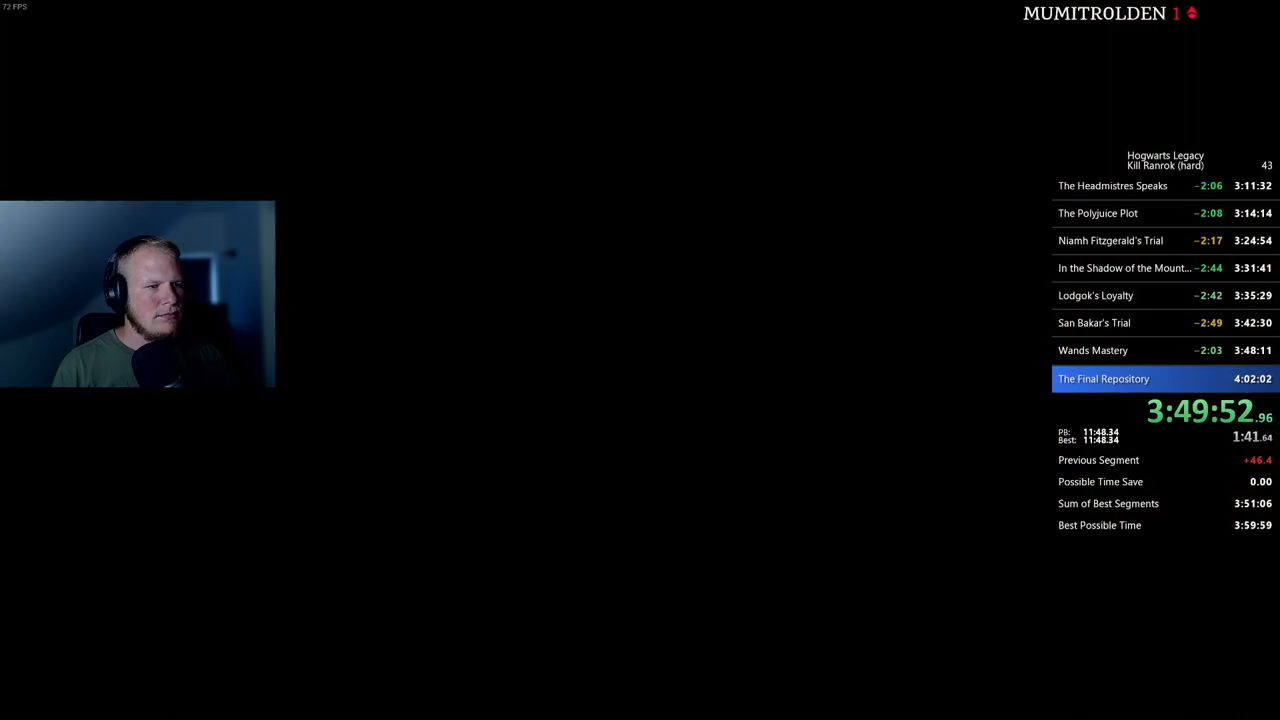 72 FPS
MUMITROLDEN 1
Hogwarts Legacy
Kill Ranrok (hard) 43
The Headmistres Speaks −2:06 3:11:32
The Polyjuice Plot −2:08 3:14:14
Niamh Fitzgerald's Trial −2:17 3:24:54
In the Shadow of the Mount... −2:44 3:31:41
Lodgok's Loyalty −2:42 3:35:29
San Bakar's Trial −2:49 3:42:30
Wands Mastery −2:03 3:48:11
The Final Repository 4:02:02
3:49:52.96
PB: 11:48.34
Best: 11:48.34
1:41.64
Previous Segment +46.4
Possible Time Save 0.00
Sum of Best Segments 3:51:06
Best Possible Time 3:59:59